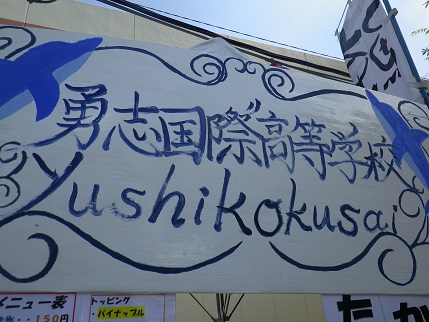 勇志国際高等学校
Yushikokusai
メニュー表
150円
トッピング
・パイナップル